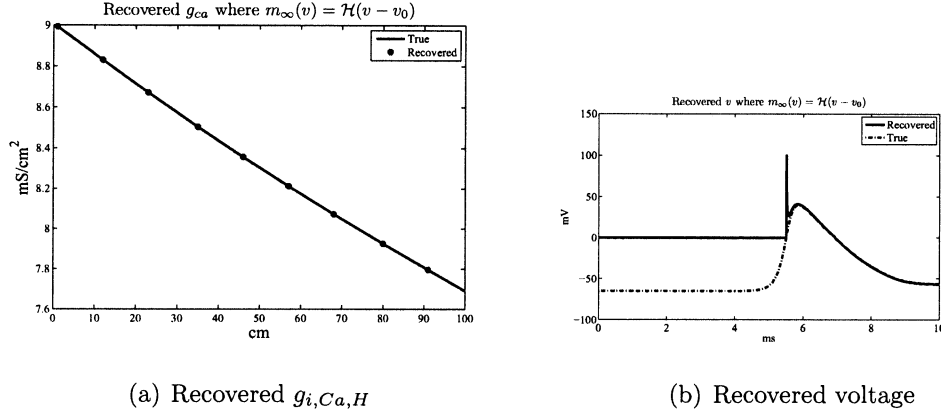 Recovered g_{ca} where m_∞(v) = H(v − v_0)
True
Recovered
9
8.8
8.6
8.4
8.2
8
7.8
7.6
mS/cm²
0 10 20 30 40 50 60 70 80 90 100
cm
(a) Recovered g_{i,Ca,H}
Recovered v where m_∞(v) = H(v − v_0)
Recovered
True
150
100
50
0
−50
−100
mV
0 2 4 6 8 10
ms
(b) Recovered voltage